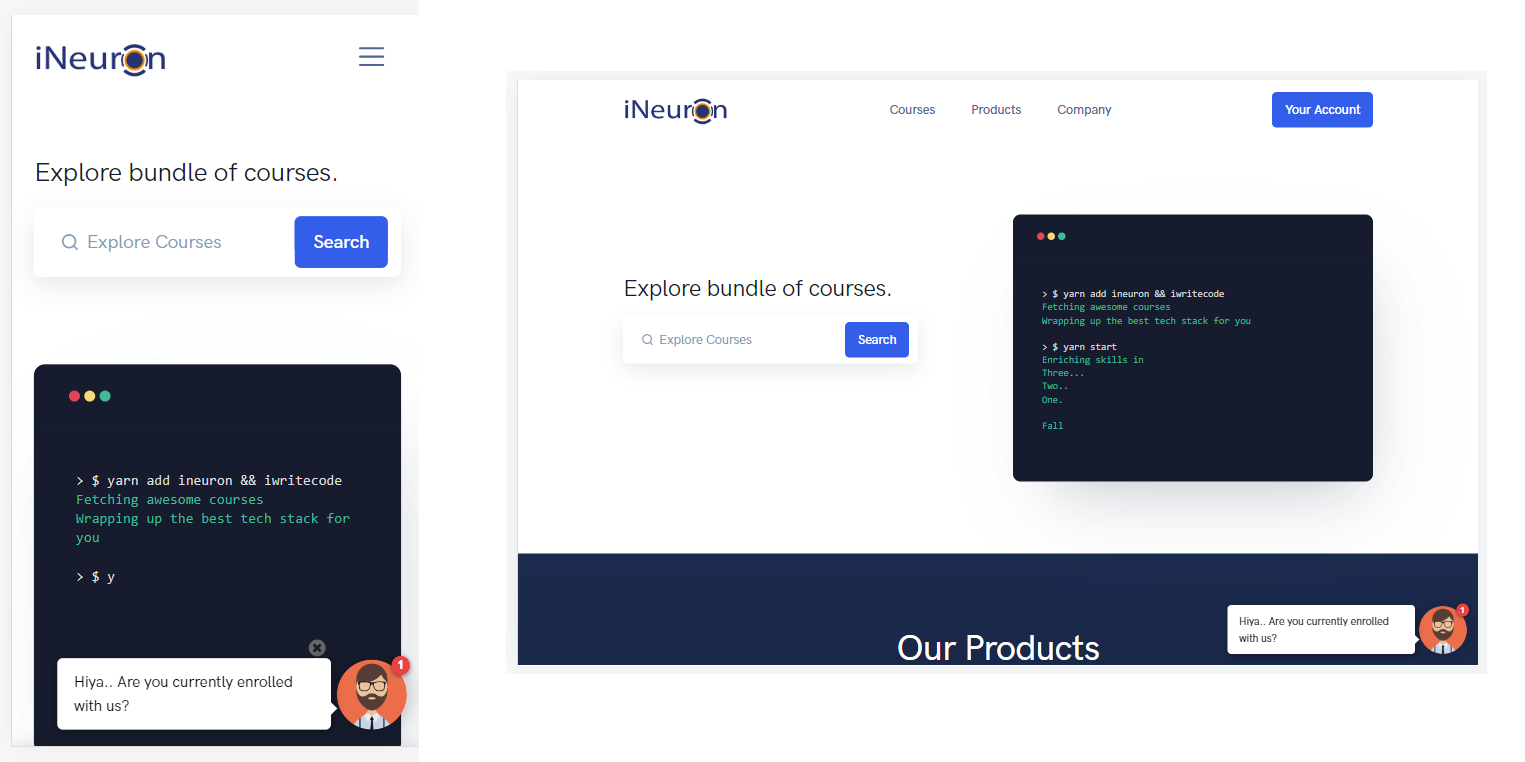 iNeuron
Explore bundle of courses.
Explore Courses
Search
> $ yarn add ineuron && iwritecode
Fetching awesome courses
Wrapping up the best tech stack for
you
> $ y
Hiya.. Are you currently enrolled
with us?
1
iNeuron
Courses
Products
Company
Your Account
Explore bundle of courses.
Explore Courses
Search
> $ yarn add ineuron && iwritecode
Fetching awesome courses
Wrapping up the best tech stack for you
> $ yarn start
Enriching skills in
Three...
Two..
One.
Fall
Our Products
Hiya.. Are you currently enrolled
with us?
1